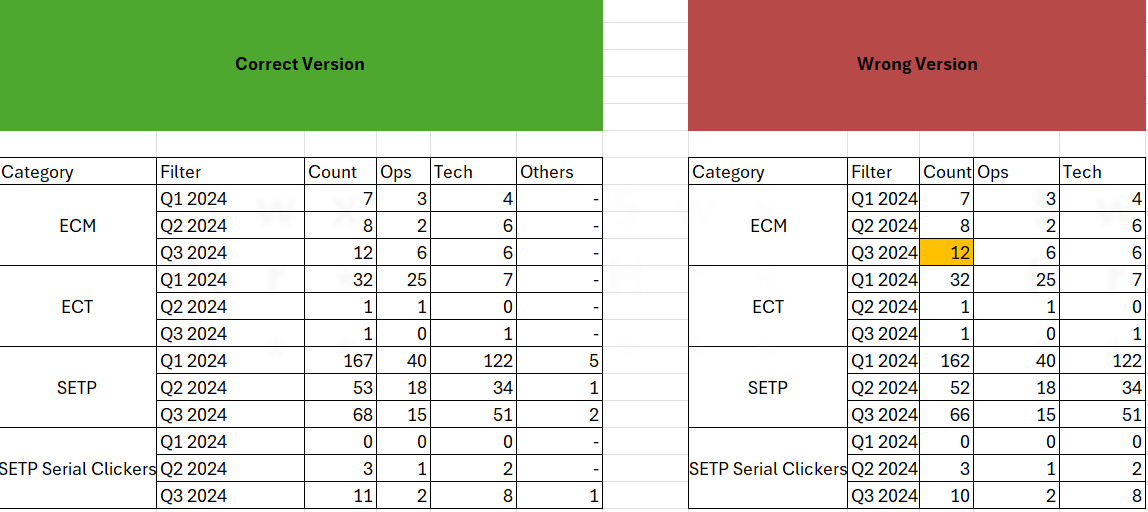 Correct Version Wrong Version
Category Filter Count Ops Tech Others Category Filter Count Ops Tech
Q1 2024 7 3 4 - Q1 2024 7 3 4
ECM Q2 2024 8 2 6 - ECM Q2 2024 8 2 6
Q3 2024 12 6 6 - Q3 2024 12 6 6
Q1 2024 32 25 7 - Q1 2024 32 25 7
ECT Q2 2024 1 1 0 - ECT Q2 2024 1 1 0
Q3 2024 1 0 1 - Q3 2024 1 0 1
Q1 2024 167 40 122 5 Q1 2024 162 40 122
SETP Q2 2024 53 18 34 1 SETP Q2 2024 52 18 34
Q3 2024 68 15 51 2 Q3 2024 66 15 51
Q1 2024 0 0 0 - Q1 2024 0 0 0
SETP Serial Clickers Q2 2024 3 1 2 - SETP Serial Clickers Q2 2024 3 1 2
Q3 2024 11 2 8 1 Q3 2024 10 2 8